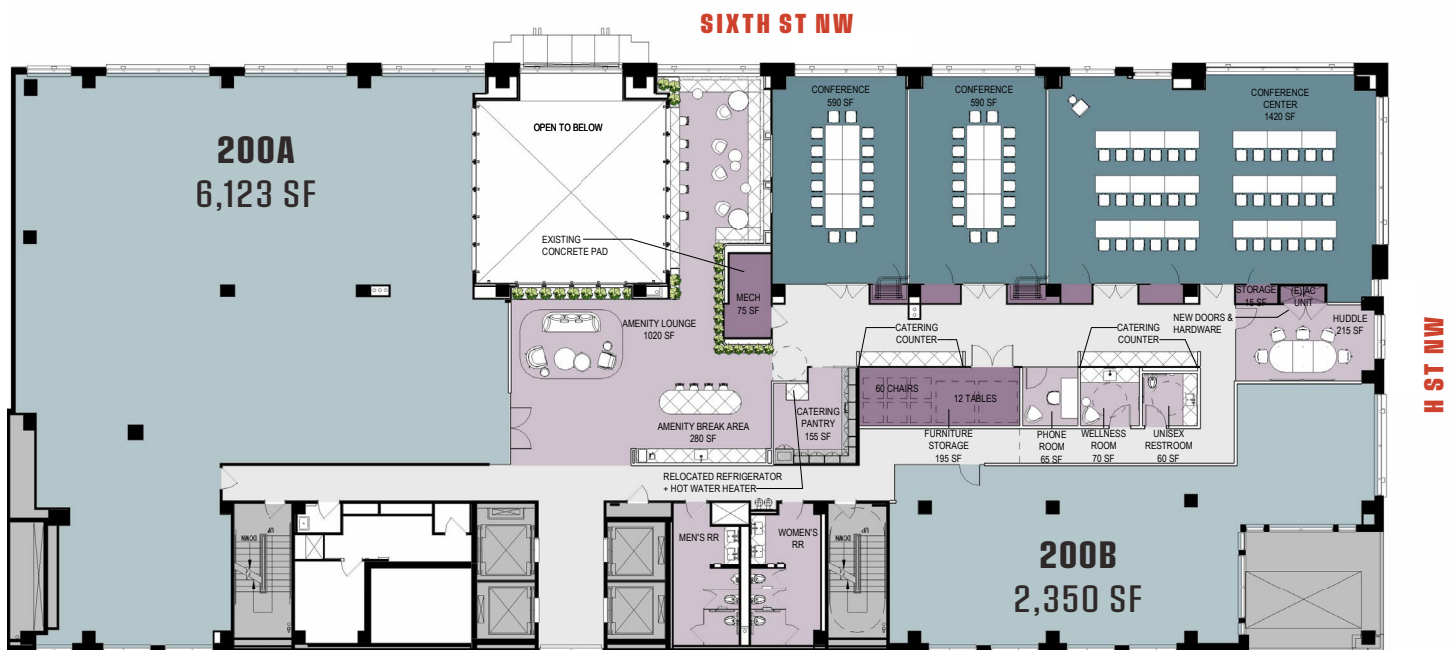 SIXTH ST NW
CONFERENCE
590 SF
CONFERENCE
590 SF
CONFERENCE
CENTER
1420 SF
OPEN TO BELOW
200A
6,123 SF
EXISTING
CONCRETE PAD
MECH
75 SF
STORAGE
15 SF
(E) AC
UNIT
NEW DOORS &
HARDWARE
HUDDLE
215 SF
AMENITY LOUNGE
1020 SF
CATERING
COUNTER
CATERING
COUNTER
H ST NW
60 CHAIRS
12 TABLES
CATERING
PANTRY
155 SF
AMENITY BREAK AREA
280 SF
FURNITURE
STORAGE
195 SF
PHONE
ROOM
65 SF
WELLNESS
ROOM
70 SF
UNISEX
RESTROOM
60 SF
RELOCATED REFRIGERATOR
+ HOT WATER HEATER
UP
DOWN
MEN'S RR
WOMEN'S
RR
UP
DOWN
200B
2,350 SF